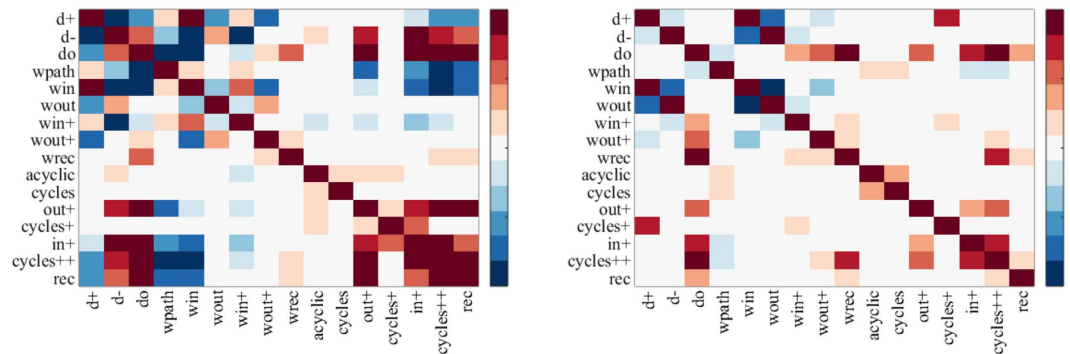 d+
d-
do
wpath
win
wout
win+
wout+
wrec
acyclic
cycles
out+
cycles+
in+
cycles++
rec
d+ d- do wpath win wout win+ wout+ wrec acyclic cycles out+ cycles+ in+ cycles++ rec
d+
d-
do
wpath
win
wout
win+
wout+
wrec
acyclic
cycles
out+
cycles+
in+
cycles++
rec
d+ d- do wpath win wout win+ wout+ wrec acyclic cycles out+ cycles+ in+ cycles++ rec